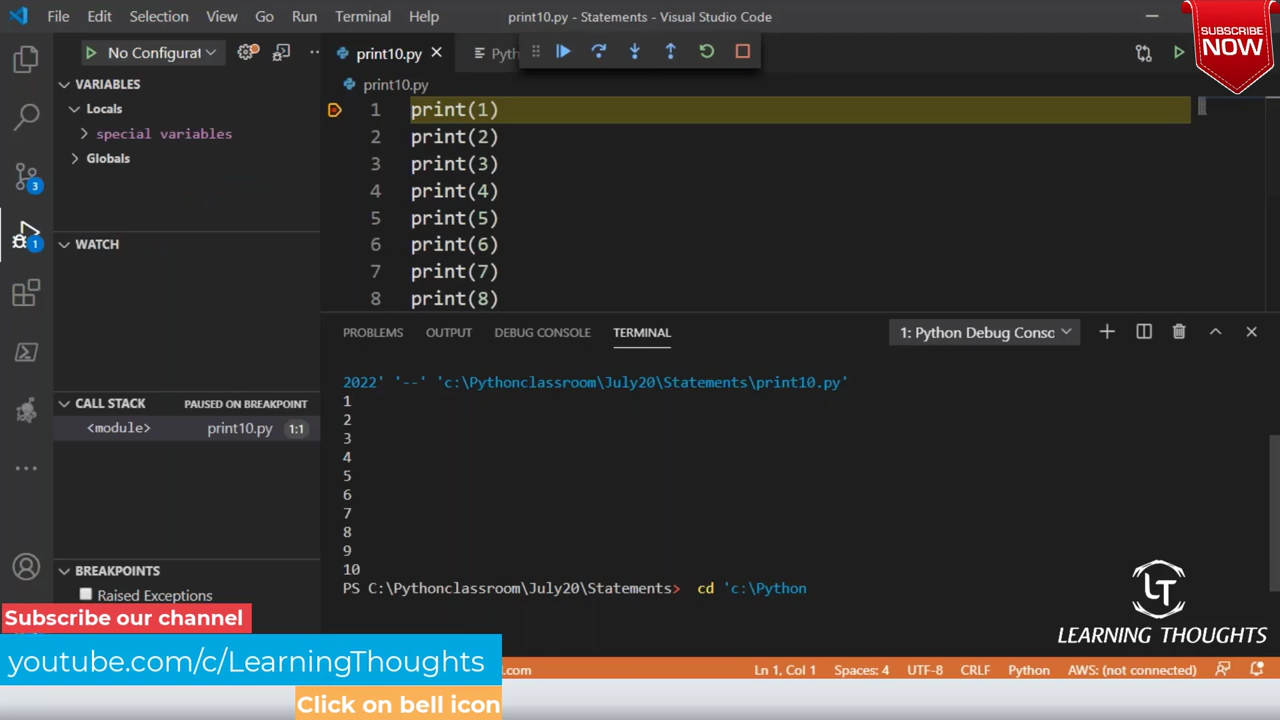 File Edit Selection View Go Run Terminal Help
print10.py - Statements - Visual Studio Code
SUBSCRIBE
NOW
No Configurat
print10.py
Pyth
print10.py
VARIABLES
Locals
special variables
Globals
3
1
WATCH
CALL STACK PAUSED ON BREAKPOINT
<module> print10.py 1:1
BREAKPOINTS
Raised Exceptions
1 print(1)
2 print(2)
3 print(3)
4 print(4)
5 print(5)
6 print(6)
7 print(7)
8 print(8)
PROBLEMS OUTPUT DEBUG CONSOLE TERMINAL
1: Python Debug Consc
2022' '--' 'c:\Pythonclassroom\July20\Statements\print10.py'
1
2
3
4
5
6
7
8
9
10
PS C:\Pythonclassroom\July20\Statements> cd 'c:\Python
LT
LEARNING THOUGHTS
Subscribe our channel
youtube.com/c/LearningThoughts
Click on bell icon
.com
Ln 1, Col 1 Spaces: 4 UTF-8 CRLF Python AWS: (not connected)